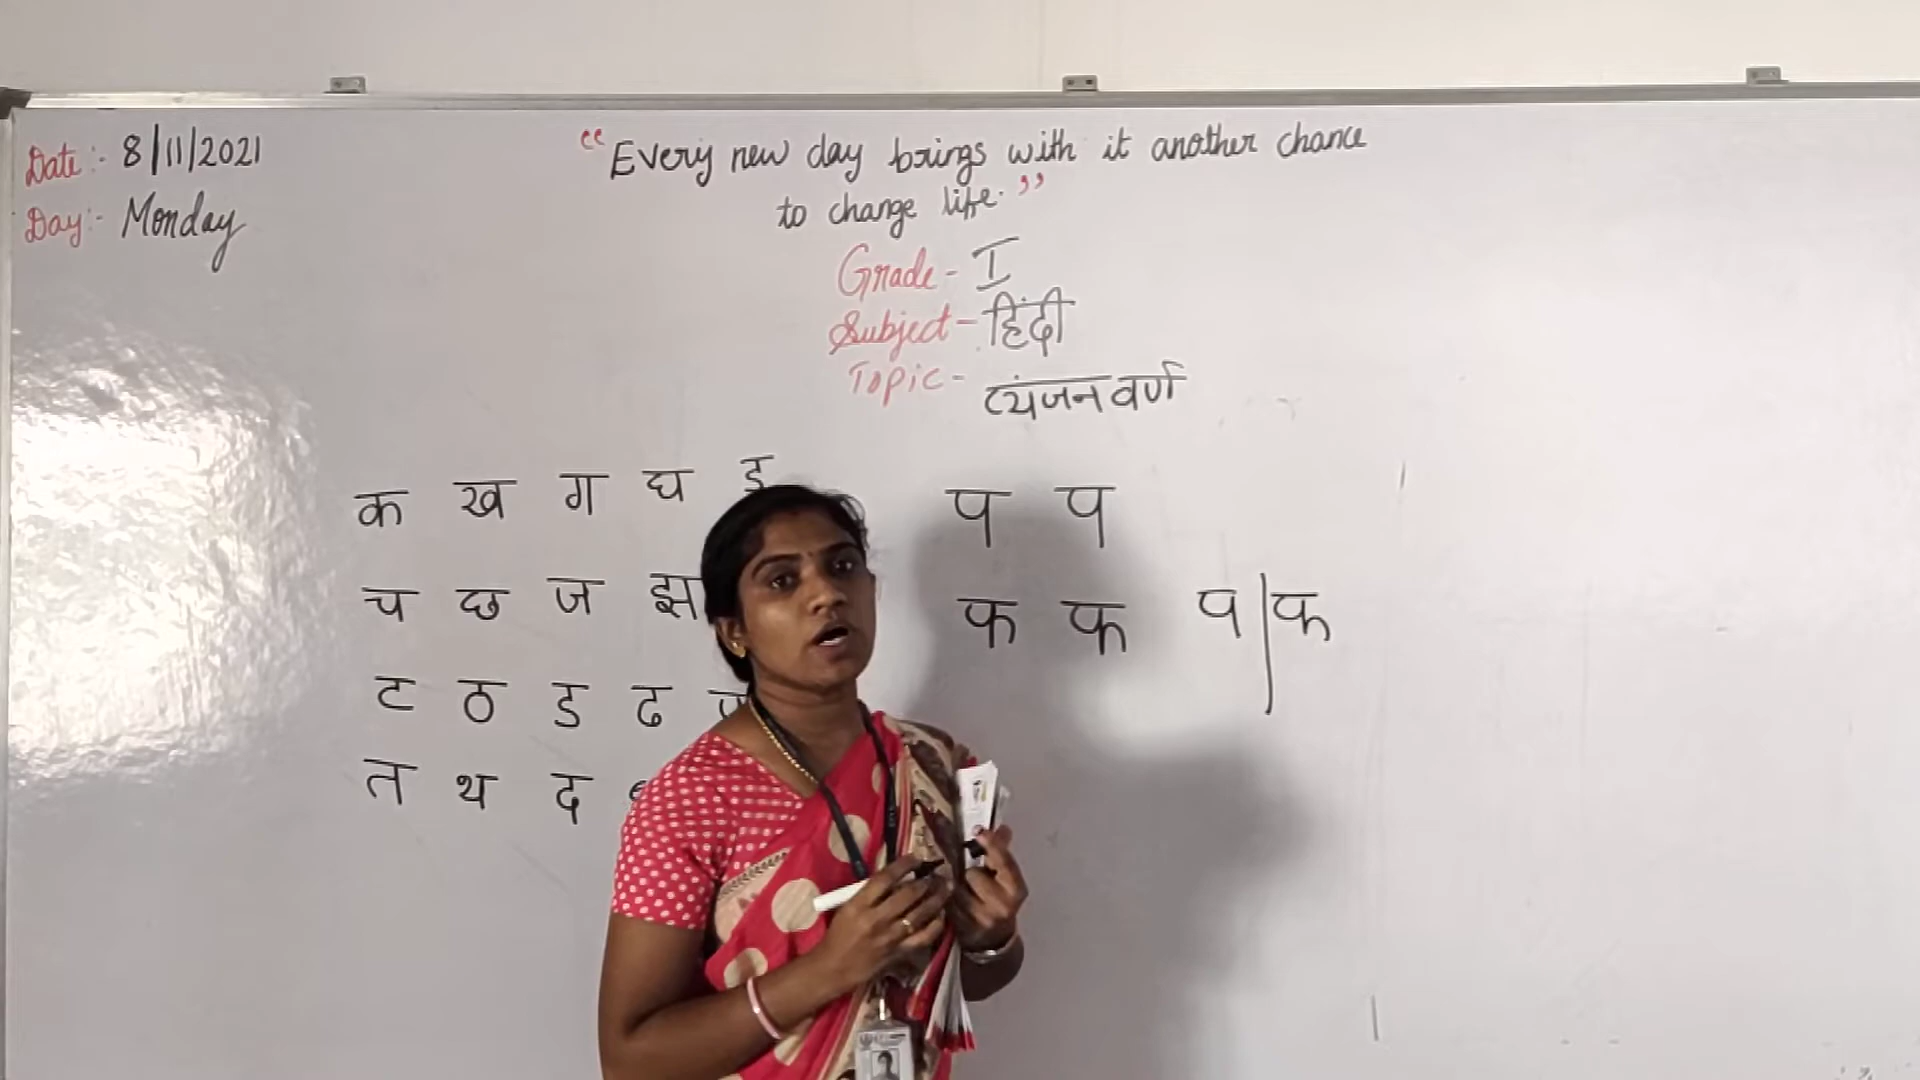 Date:- 8/11/2021
Day:- Monday
“Every new day brings with it another chance
to change life.”
Grade- I
Subject- हिंदी
Topic- व्यंजन वर्ण
क ख ग घ ङ
च छ ज झ
ट ठ ड ढ
त थ द
प प
फ फ प|फ